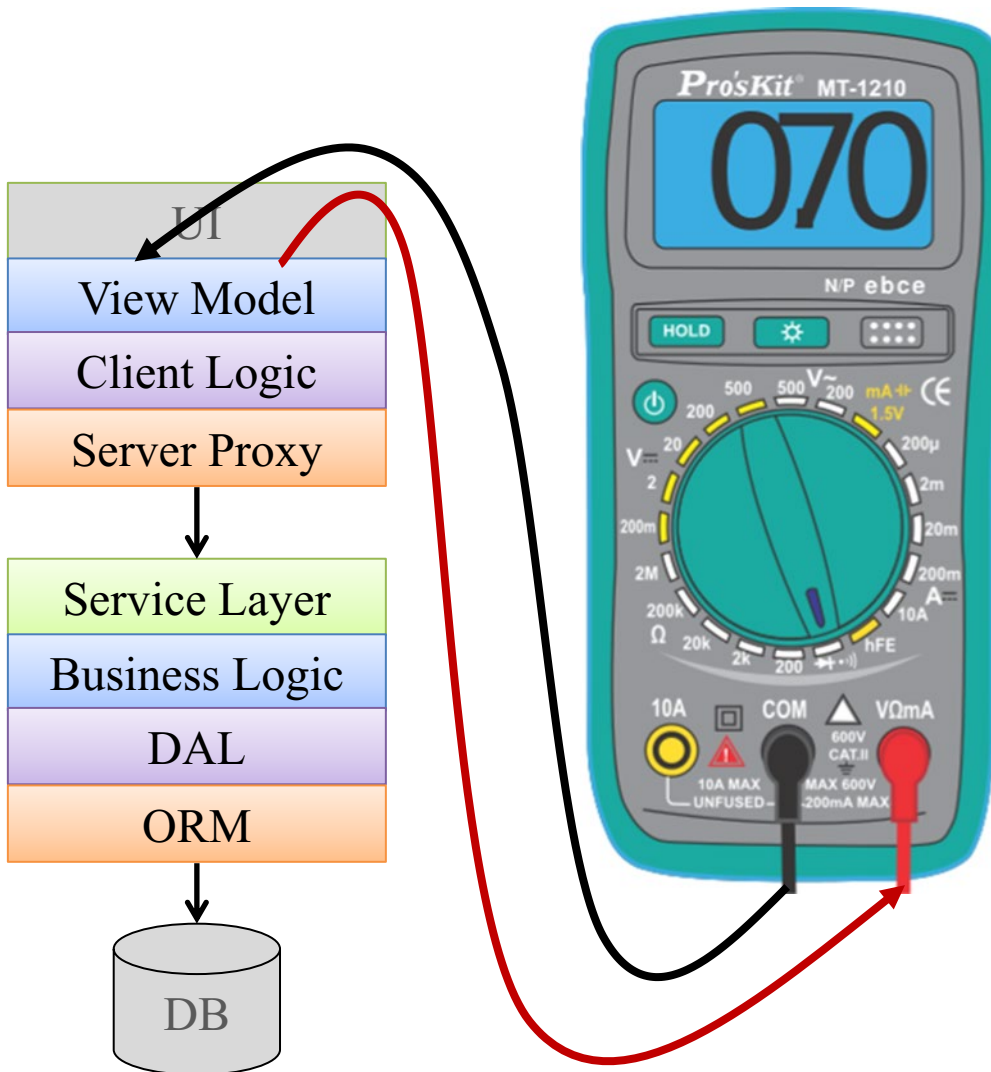 UI
View Model
Client Logic
Server Proxy
Service Layer
Business Logic
DAL
ORM
DB
Pro'sKit® MT-1210
070
N/P ebce
HOLD
500 500 V~ 200 mA 1.5V CE
200 200µ
20 2m
V
2 20m
200m 200m
A
2M 10A
200k hFE
Ω 20k 2k 200
10A COM VΩmA
600V
CAT.II
10A MAX MAX 600V
UNFUSED 200mA MAX